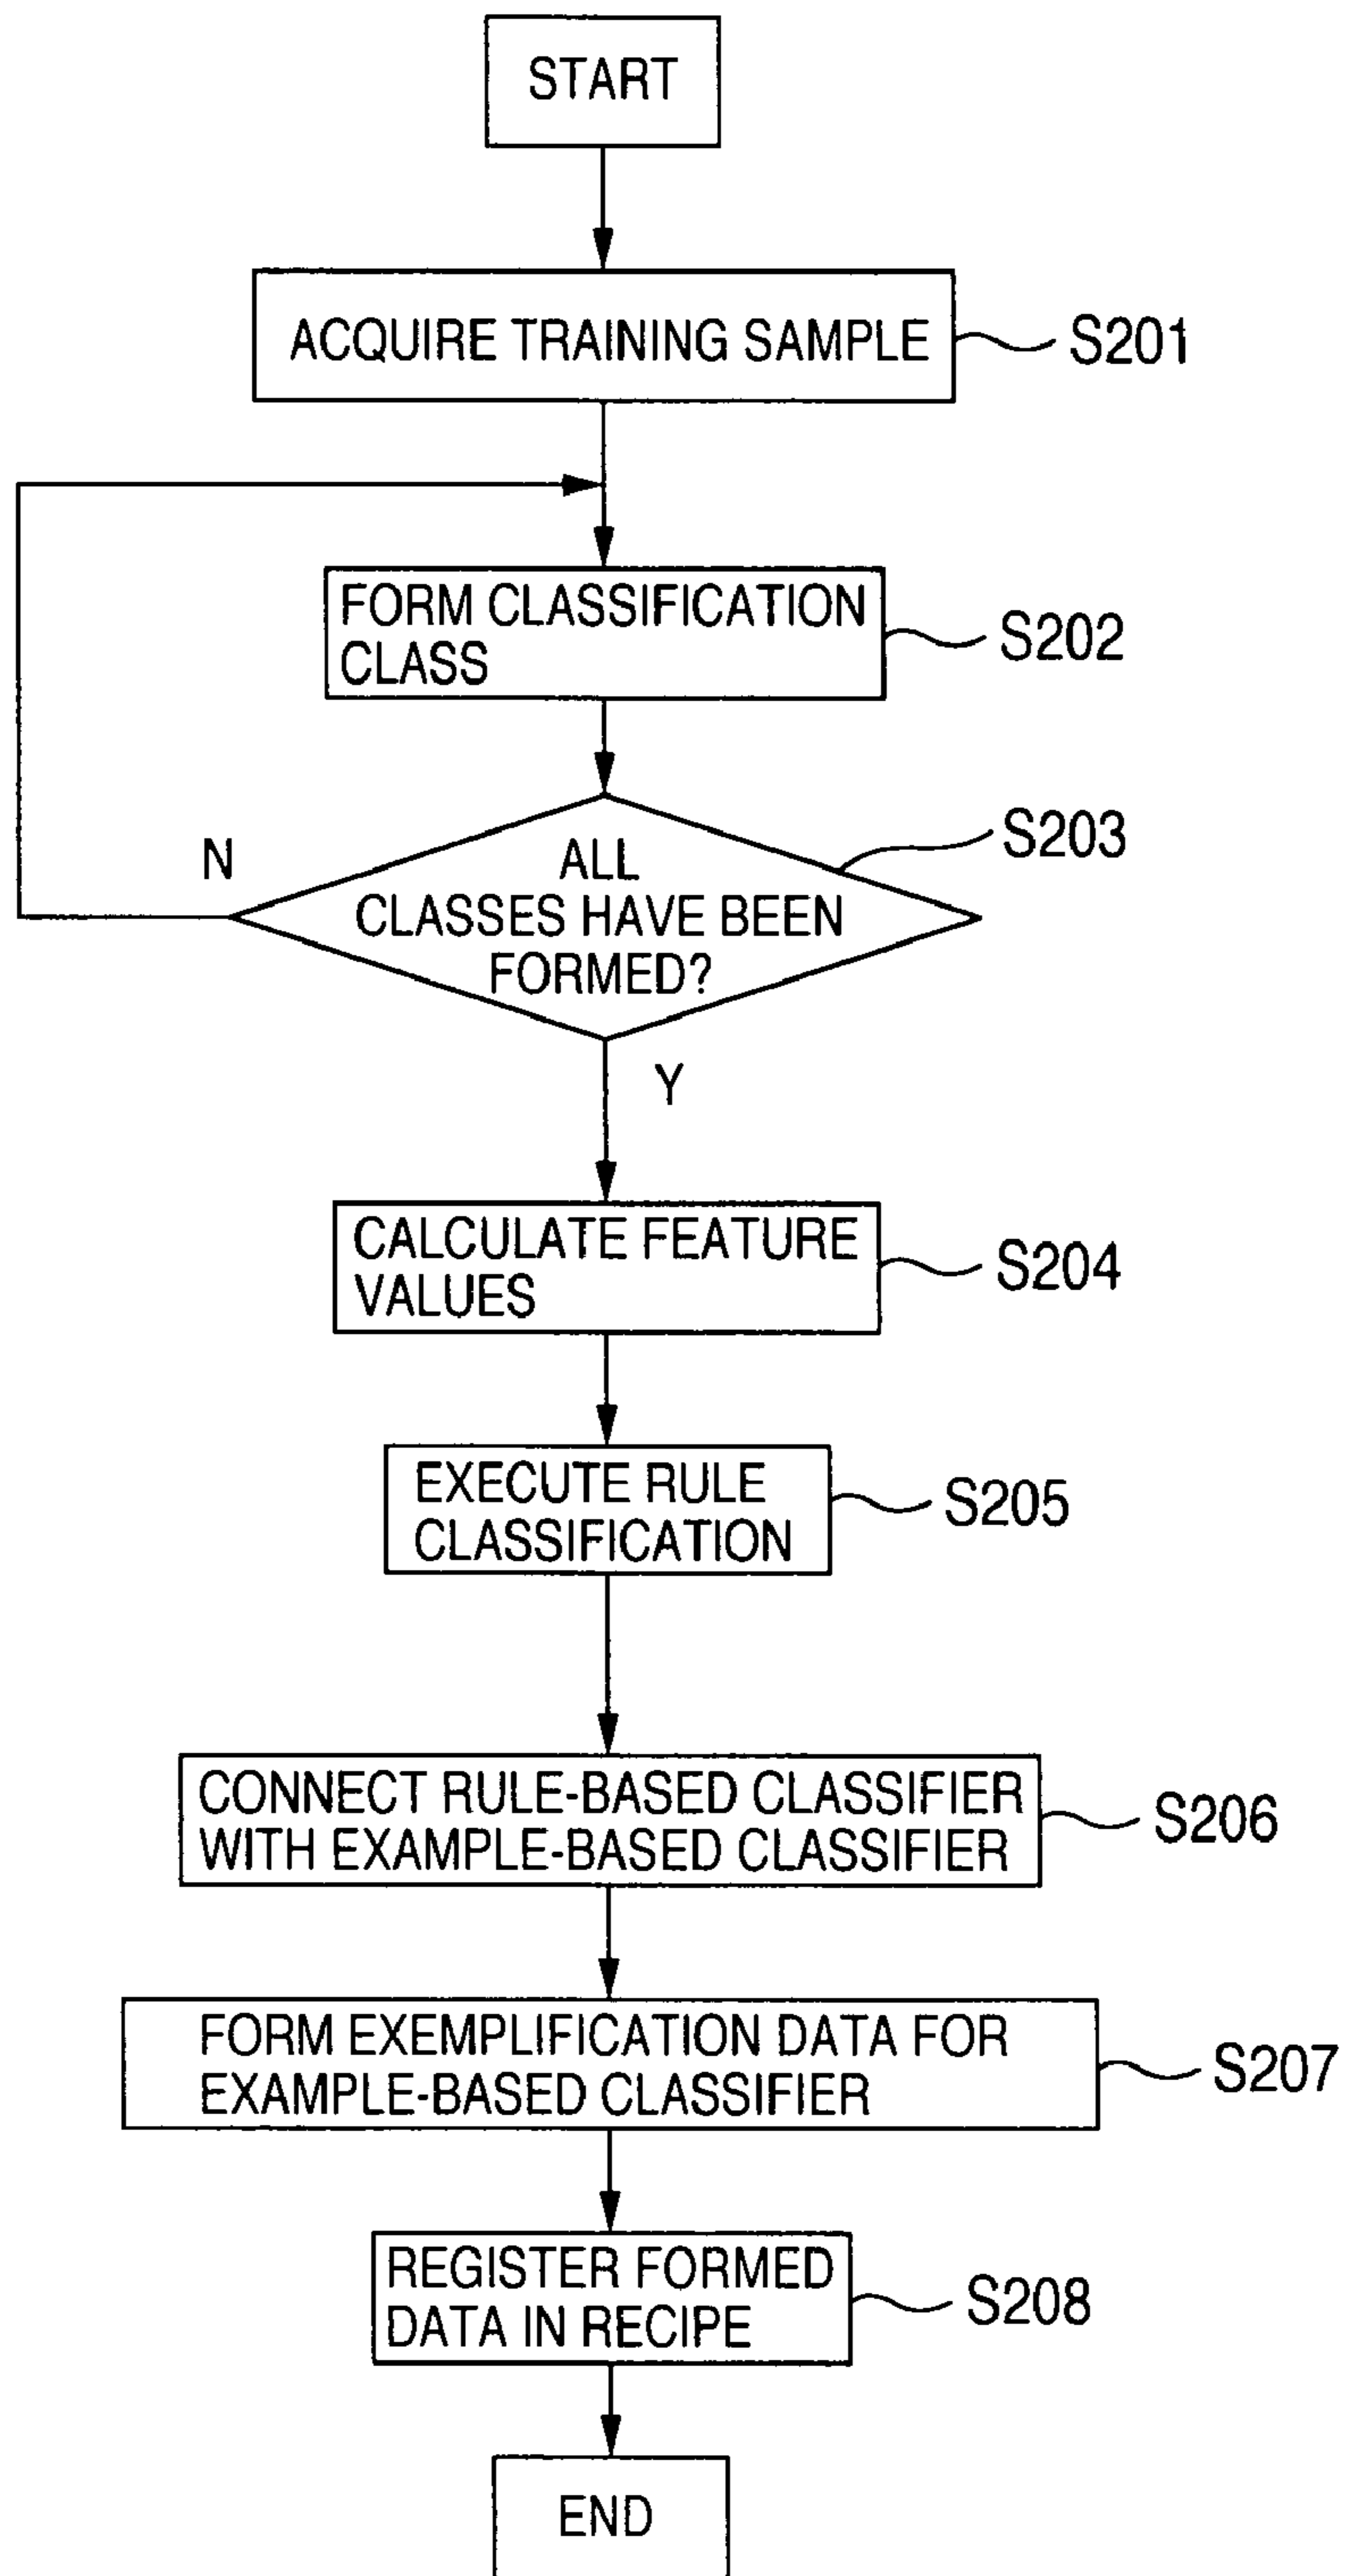 START
ACQUIRE TRAINING SAMPLE
S201
FORM CLASSIFICATION
CLASS
S202
S203
N
ALL
CLASSES HAVE BEEN
FORMED?
Y
CALCULATE FEATURE
VALUES
S204
EXECUTE RULE
CLASSIFICATION
S205
CONNECT RULE-BASED CLASSIFIER
WITH EXAMPLE-BASED CLASSIFIER
S206
FORM EXEMPLIFICATION DATA FOR
EXAMPLE-BASED CLASSIFIER
S207
REGISTER FORMED
DATA IN RECIPE
S208
END